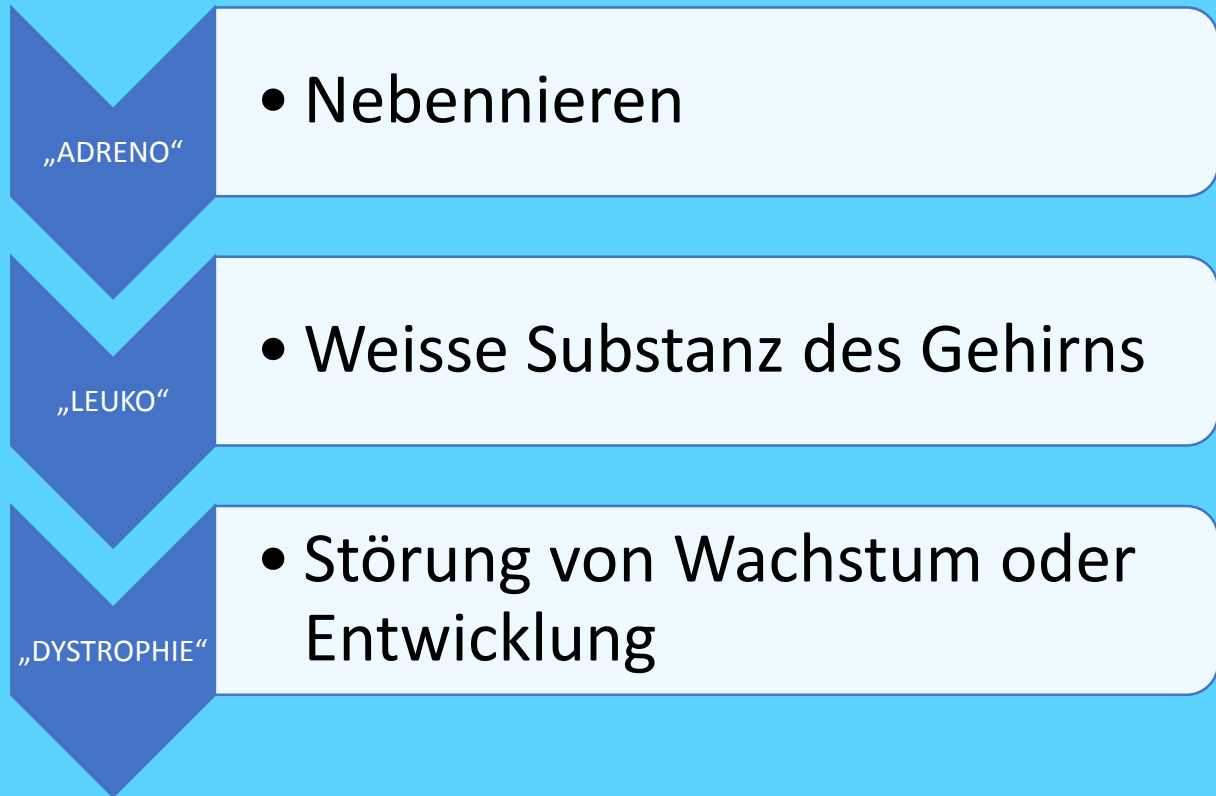 „ADRENO“
• Nebennieren
„LEUKO“
• Weisse Substanz des Gehirns
„DYSTROPHIE“
• Störung von Wachstum oder
Entwicklung